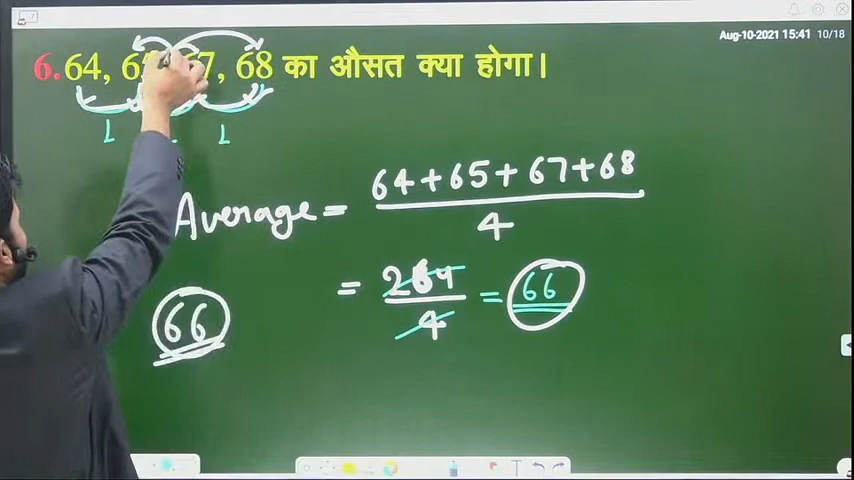 Aug-10-2021 15:41 10/18
6. 64, 67, 68 का औसत क्या होगा।
L L
Average = 64+65+67+68
4
= 264 = 66
4
66